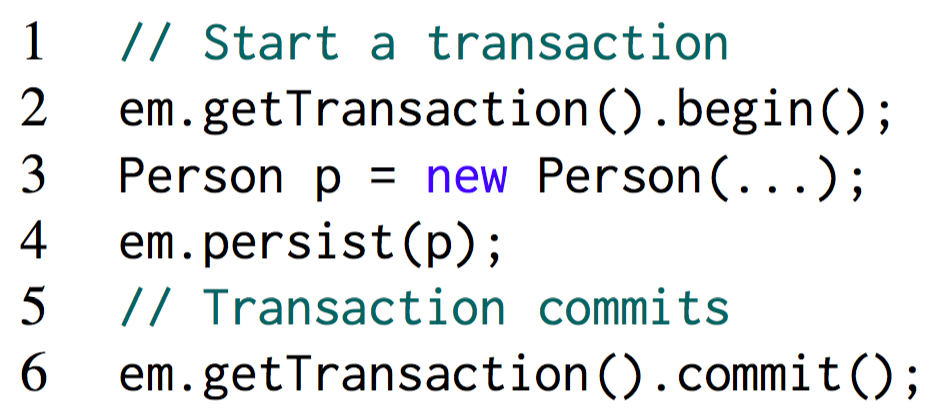 1 // Start a transaction
2 em.getTransaction().begin();
3 Person p = new Person(...);
4 em.persist(p);
5 // Transaction commits
6 em.getTransaction().commit();